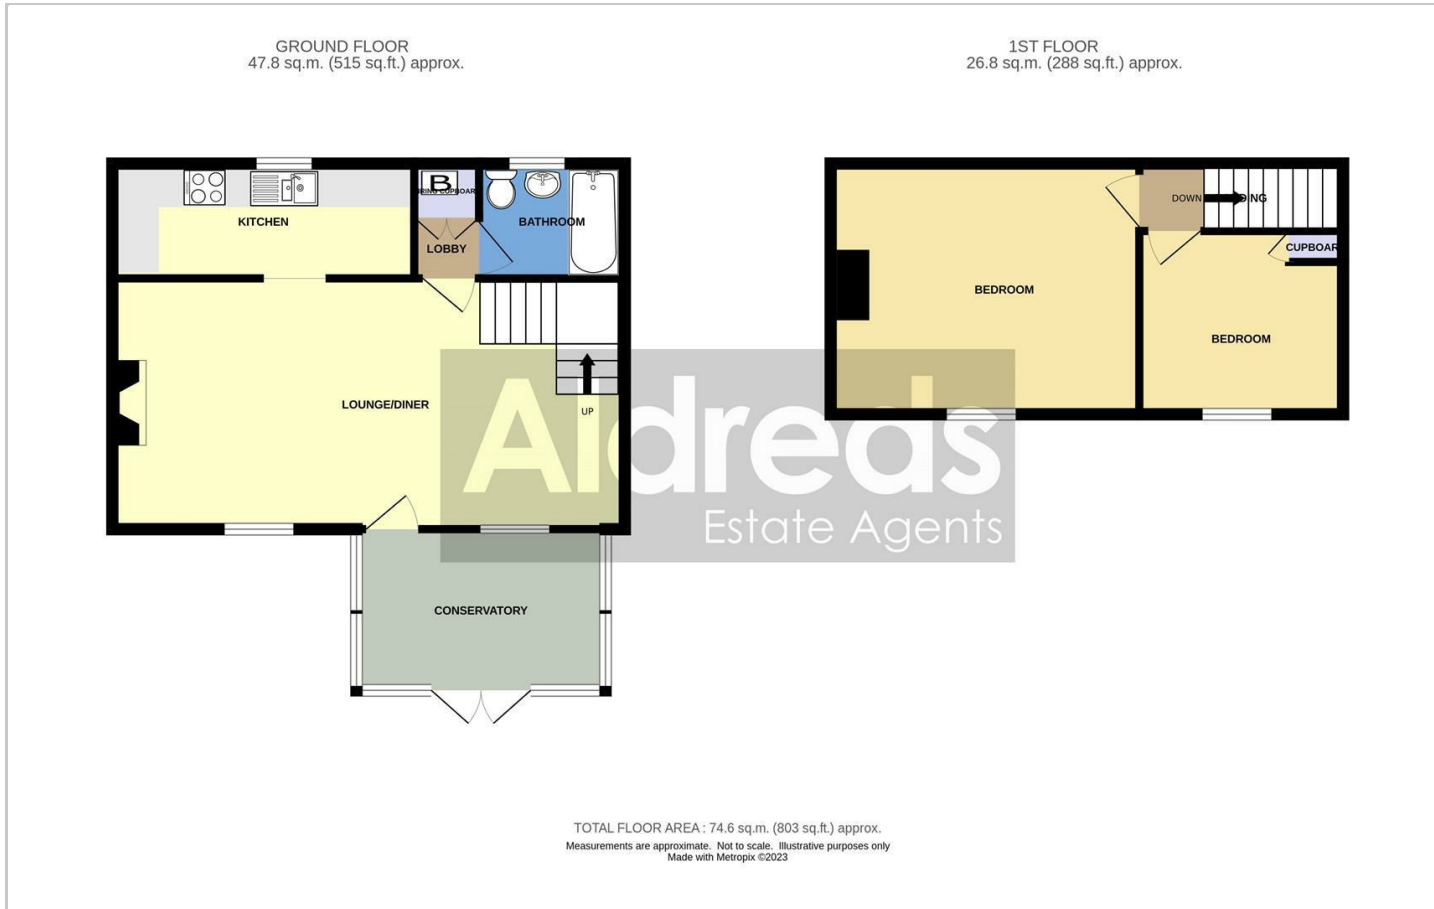 GROUND FLOOR
47.8 sq.m. (515 sq.ft.) approx.
1ST FLOOR
26.8 sq.m. (288 sq.ft.) approx.
B
KITCHEN
LOBBY
BATHROOM
LOUNGE/DINER
UP
CONSERVATORY
DOWN
CUPBOAR
BEDROOM
BEDROOM
Aldreds
Estate Agents
TOTAL FLOOR AREA : 74.6 sq.m. (803 sq.ft.) approx.
Measurements are approximate. Not to scale. Illustrative purposes only
Made with Metropix ©2023